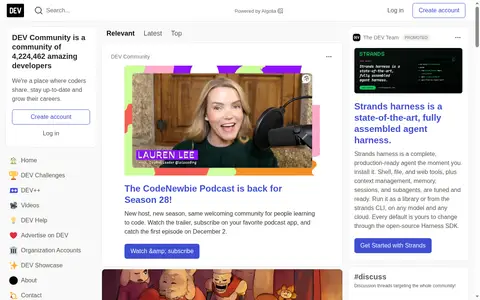 DEV
Search...
Powered by Algolia
Log in
Create account
DEV Community is a
community of
4,224,462 amazing
developers
We're a place where coders
share, stay up-to-date and
grow their careers.
Create account
Log in
Home
DEV Challenges
DEV++
Videos
DEV Help
Advertise on DEV
Organization Accounts
DEV Showcase
About
Contact
Relevant
Latest
Top
DEV Community
LAUREN LEE
The CodeNewbie Podcast is back for
Season 28!
New host, new season, same welcoming community for people learning
to code. Watch the trailer, subscribe on your favorite podcast app, and
catch the first episode on December 2.
Watch &amp; subscribe
DEV
The DEV Team
PROMOTED
STRANDS
Strands harness is a
state-of-the-art,
fully assembled
agent harness.
Strands harness is a
state-of-the-art, fully
assembled agent
harness.
Strands harness is a complete,
production-ready agent the moment you
install it. Shell, file, and web tools, plus
context management, memory,
sessions, and subagents, are tuned and
ready. Run it as a library or from the
strands CLI, on any model and any
cloud. Every default is yours to change
through the open-source Harness SDK.
Get Started with Strands
#discuss
Discussion threads targeting the whole community!